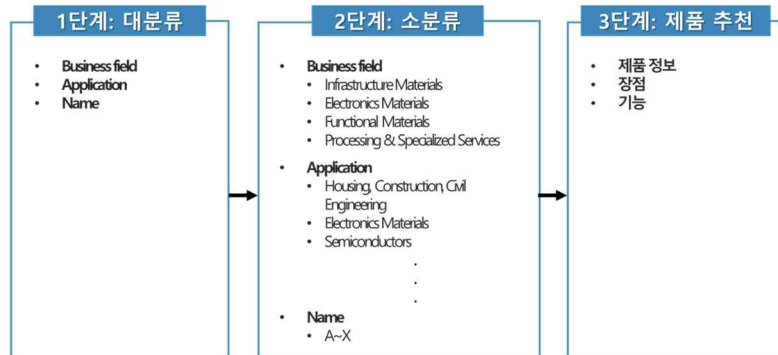 1단계: 대분류
• Business field
• Application
• Name
2단계: 소분류
• Business field
• Infrastructure Materials
• Electronics Materials
• Functional Materials
• Processing & Specialized Services
• Application
• Housing, Construction, Civil
Engineering
• Electronics Materials
• Semiconductors
.
.
.
• Name
• A~X
3단계: 제품 추천
• 제품 정보
• 장점
• 기능